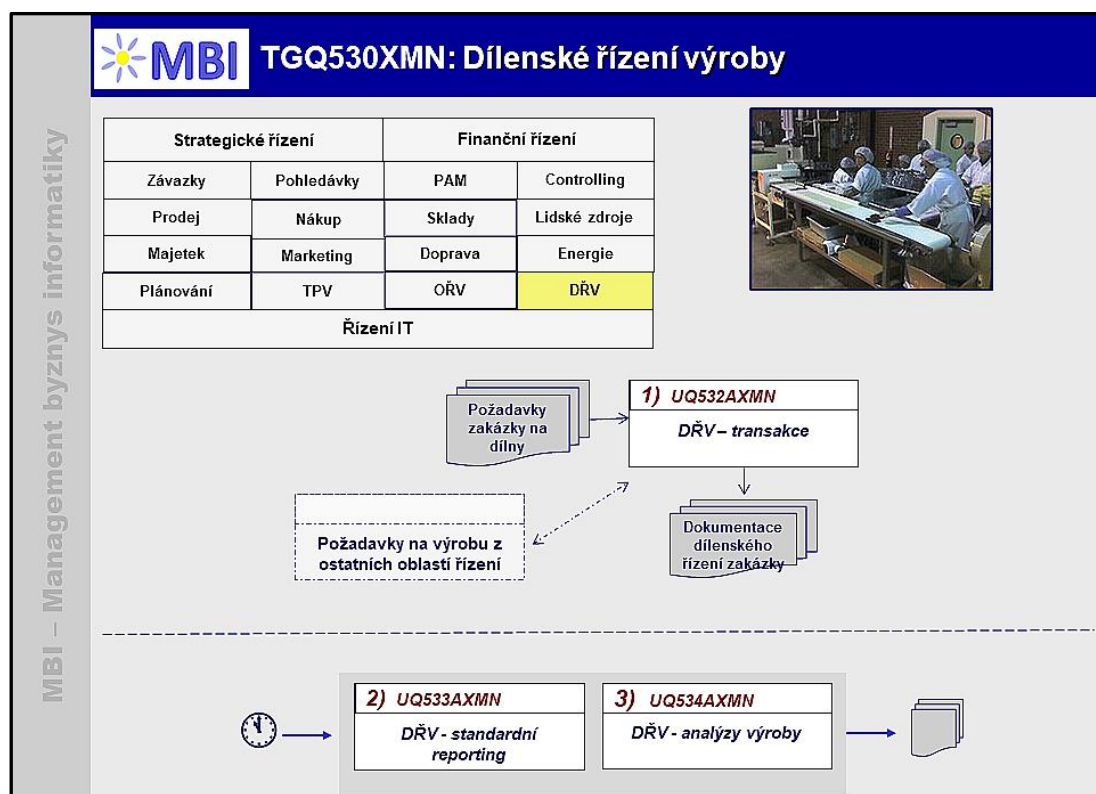 MBI
TGQ530XMN: Dílenské řízení výroby
MBI – Management byznys informatiky
Strategické řízení
Finanční řízení
Závazky
Pohledávky
PAM
Controlling
Prodej
Nákup
Sklady
Lidské zdroje
Majetek
Marketing
Doprava
Energie
Plánování
TPV
OŘV
DŘV
Řízení IT
Požadavky
zakázky na
dílny
1) UQ532AXMN
DŘV – transakce
Požadavky na výrobu z
ostatních oblastí řízení
Dokumentace
dílenského
řízení zakázky
2) UQ533AXMN
DŘV - standardní
reporting
3) UQ534AXMN
DŘV - analýzy výroby